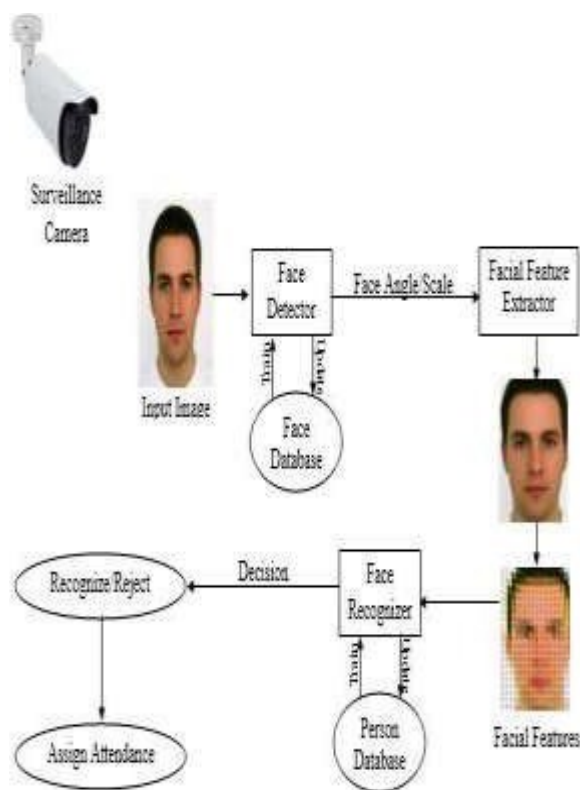 Surveillance
Camera
Input Image
Face
Detector
Face Angle/Scale
Facial Feature
Extractor
Train
Update
Face
Database
Recognize/Reject
Decision
Face
Recognizer
Train
Update
Assign Attendance
Person
Database
Facial Features